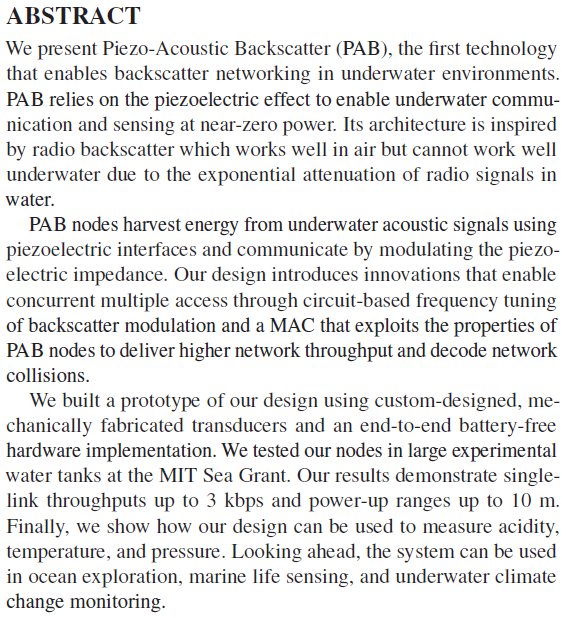 ABSTRACT
We present Piezo-Acoustic Backscatter (PAB), the first technology
that enables backscatter networking in underwater environments.
PAB relies on the piezoelectric effect to enable underwater commu-
nication and sensing at near-zero power. Its architecture is inspired
by radio backscatter which works well in air but cannot work well
underwater due to the exponential attenuation of radio signals in
water.
PAB nodes harvest energy from underwater acoustic signals using
piezoelectric interfaces and communicate by modulating the piezo-
electric impedance. Our design introduces innovations that enable
concurrent multiple access through circuit-based frequency tuning
of backscatter modulation and a MAC that exploits the properties of
PAB nodes to deliver higher network throughput and decode network
collisions.
We built a prototype of our design using custom-designed, me-
chanically fabricated transducers and an end-to-end battery-free
hardware implementation. We tested our nodes in large experimental
water tanks at the MIT Sea Grant. Our results demonstrate single-
link throughputs up to 3 kbps and power-up ranges up to 10 m.
Finally, we show how our design can be used to measure acidity,
temperature, and pressure. Looking ahead, the system can be used
in ocean exploration, marine life sensing, and underwater climate
change monitoring.